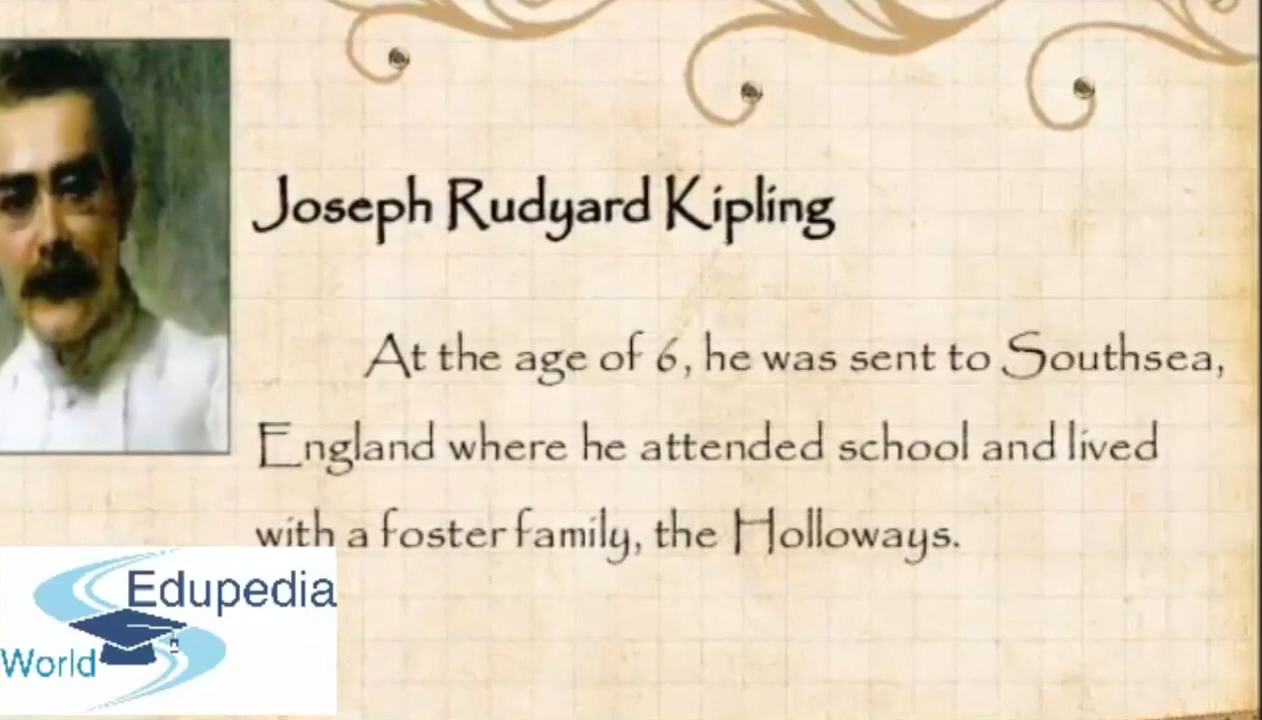 Joseph Rudyard Kipling
At the age of 6, he was sent to Southsea,
England where he attended school and lived
with a foster family, the Holloways.
Edupedia
World